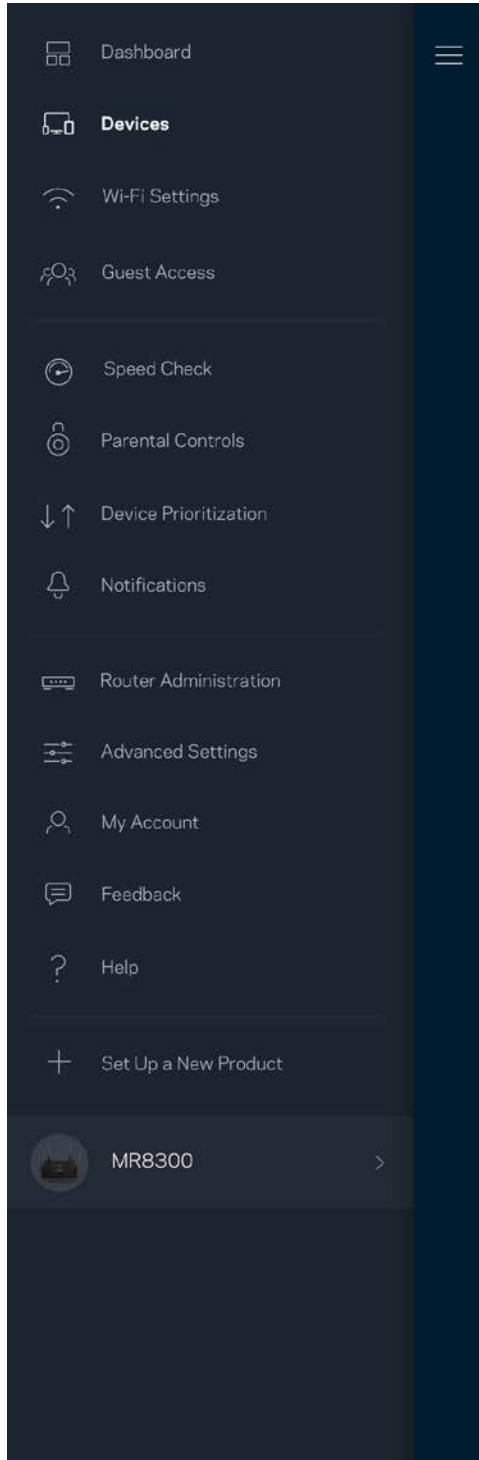 Dashboard
Devices
Wi-Fi Settings
Guest Access
Speed Check
Parental Controls
Device Prioritization
Notifications
Router Administration
Advanced Settings
My Account
Feedback
Help
Set Up a New Product
MR8300